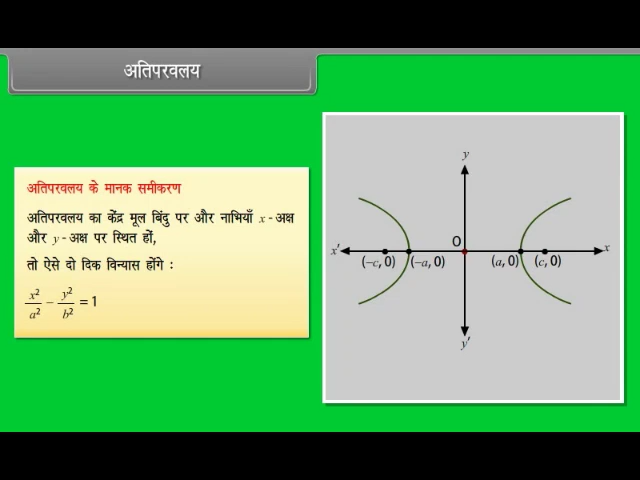 अतिपरवलय
अतिपरवलय के मानक समीकरण
अतिपरवलय का केंद्र मूल बिंदु पर और नाभियाँ x - अक्ष
और y - अक्ष पर स्थित हों,
तो ऐसे दो दिक विन्यास होंगे :
x²/a² − y²/b² = 1
y
O
x′ x
(−c, 0) (−a, 0) (a, 0) (c, 0)
y′